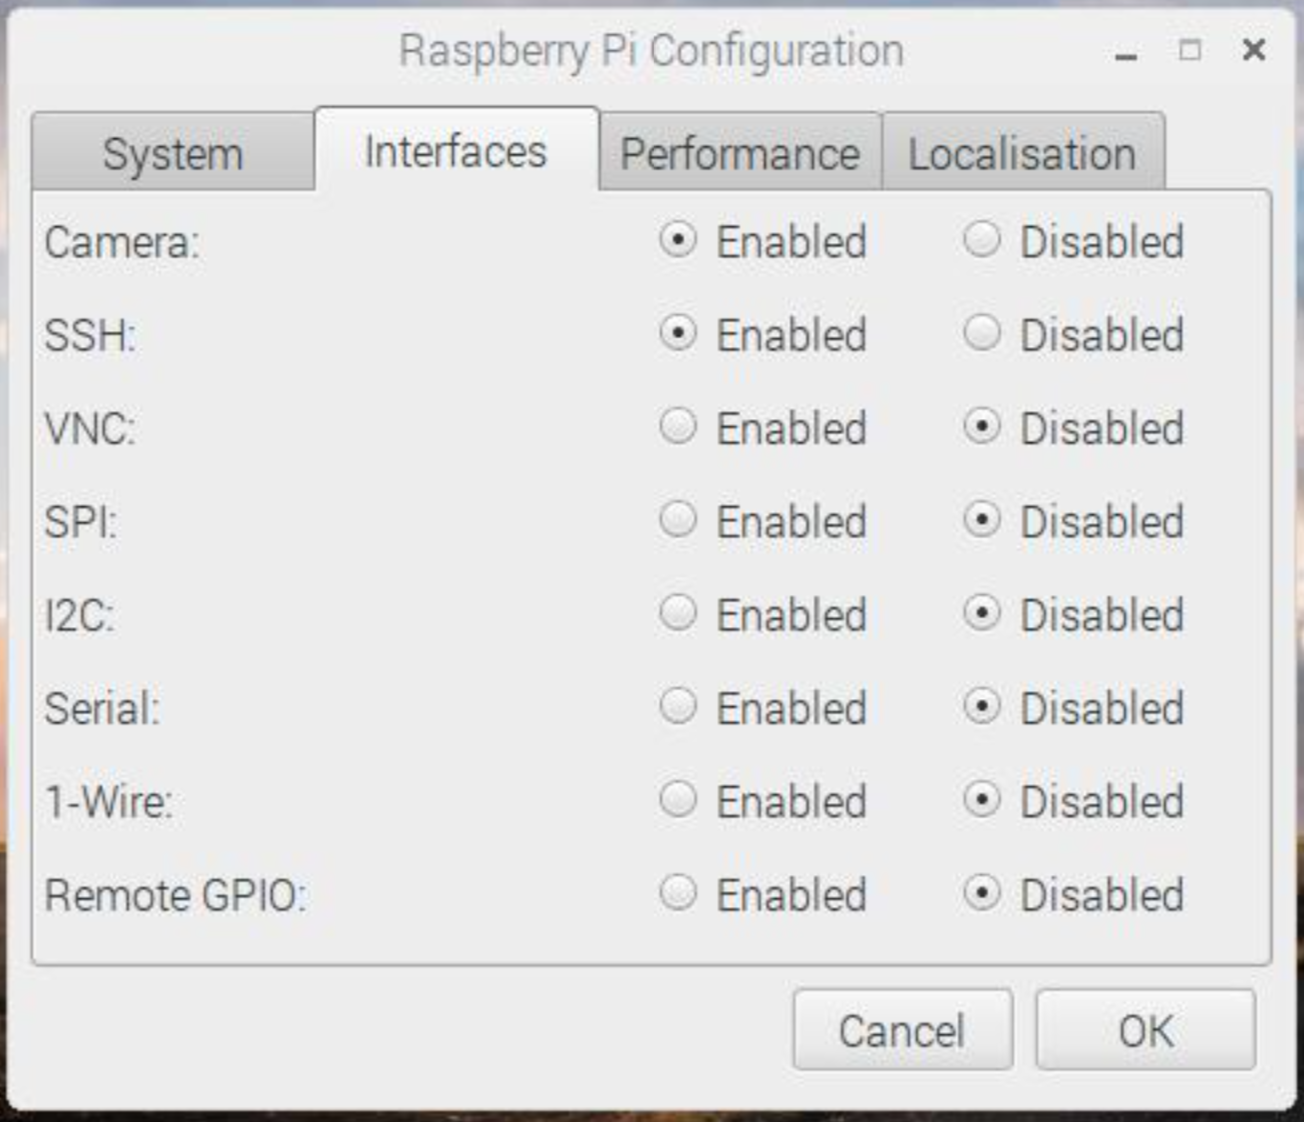 Raspberry Pi Configuration
System Interfaces Performance Localisation
Camera: Enabled Disabled
SSH: Enabled Disabled
VNC: Enabled Disabled
SPI: Enabled Disabled
I2C: Enabled Disabled
Serial: Enabled Disabled
1-Wire: Enabled Disabled
Remote GPIO: Enabled Disabled
Cancel OK